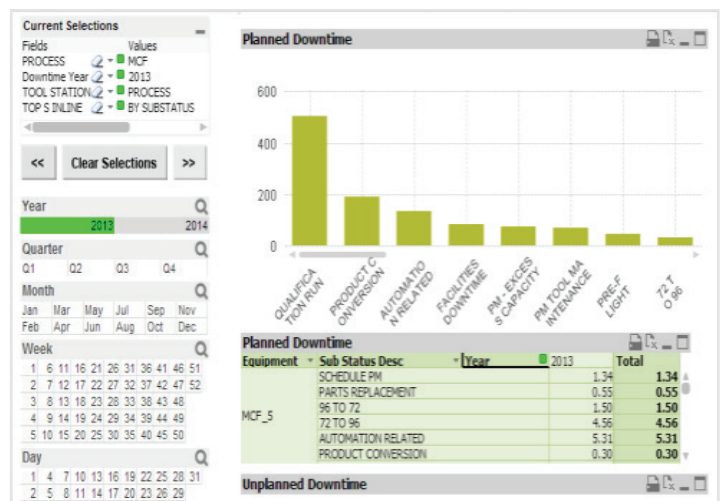 Current Selections
Fields Values
PROCESS MCF
Downtime Year 2013
TOOL STATION PROCESS
TOP S INLINE BY SUBSTATUS
<< Clear Selections >>
Year
2013 2014
Quarter
Q1 Q2 Q3 Q4
Month
Jan Mar May Jul Sep Nov
Feb Apr Jun Aug Oct Dec
Week
1 6 11 16 21 26 31 36 41 46 51
2 7 12 17 22 27 32 37 42 47 52
3 8 13 18 23 28 33 38 43 48
4 9 14 19 24 29 34 39 44 49
5 10 15 20 25 30 35 40 45 50
Day
1 4 7 10 13 16 19 22 25 28 31
2 5 8 11 14 17 20 23 26 29
Planned Downtime
600
400
200
0
QUALIFICA
TION RUN
PRODUCT C
ONVERSION
AUTOMATIO
N RELATED
FACILITIES
DOWNTIME
PM - EXCES
S CAPACITY
PM TOOL MA
INTENANCE
PRE-F
LIGHT
72 T
O 96
Planned Downtime
Equipment Sub Status Desc Year 2013 Total
SCHEDULE PM 1.34 1.34
PARTS REPLACEMENT 0.55 0.55
96 TO 72 1.50 1.50
MCF_5 72 TO 96 4.56 4.56
AUTOMATION RELATED 5.31 5.31
PRODUCT CONVERSION 0.30 0.30
Unplanned Downtime